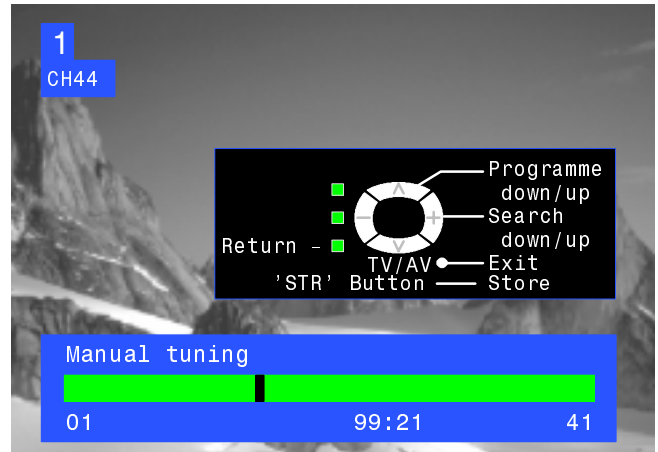 1
CH44
Programme
down/up
Search
down/up
Return –
TV/AV Exit
'STR' Button Store
Manual tuning
01 99:21 41